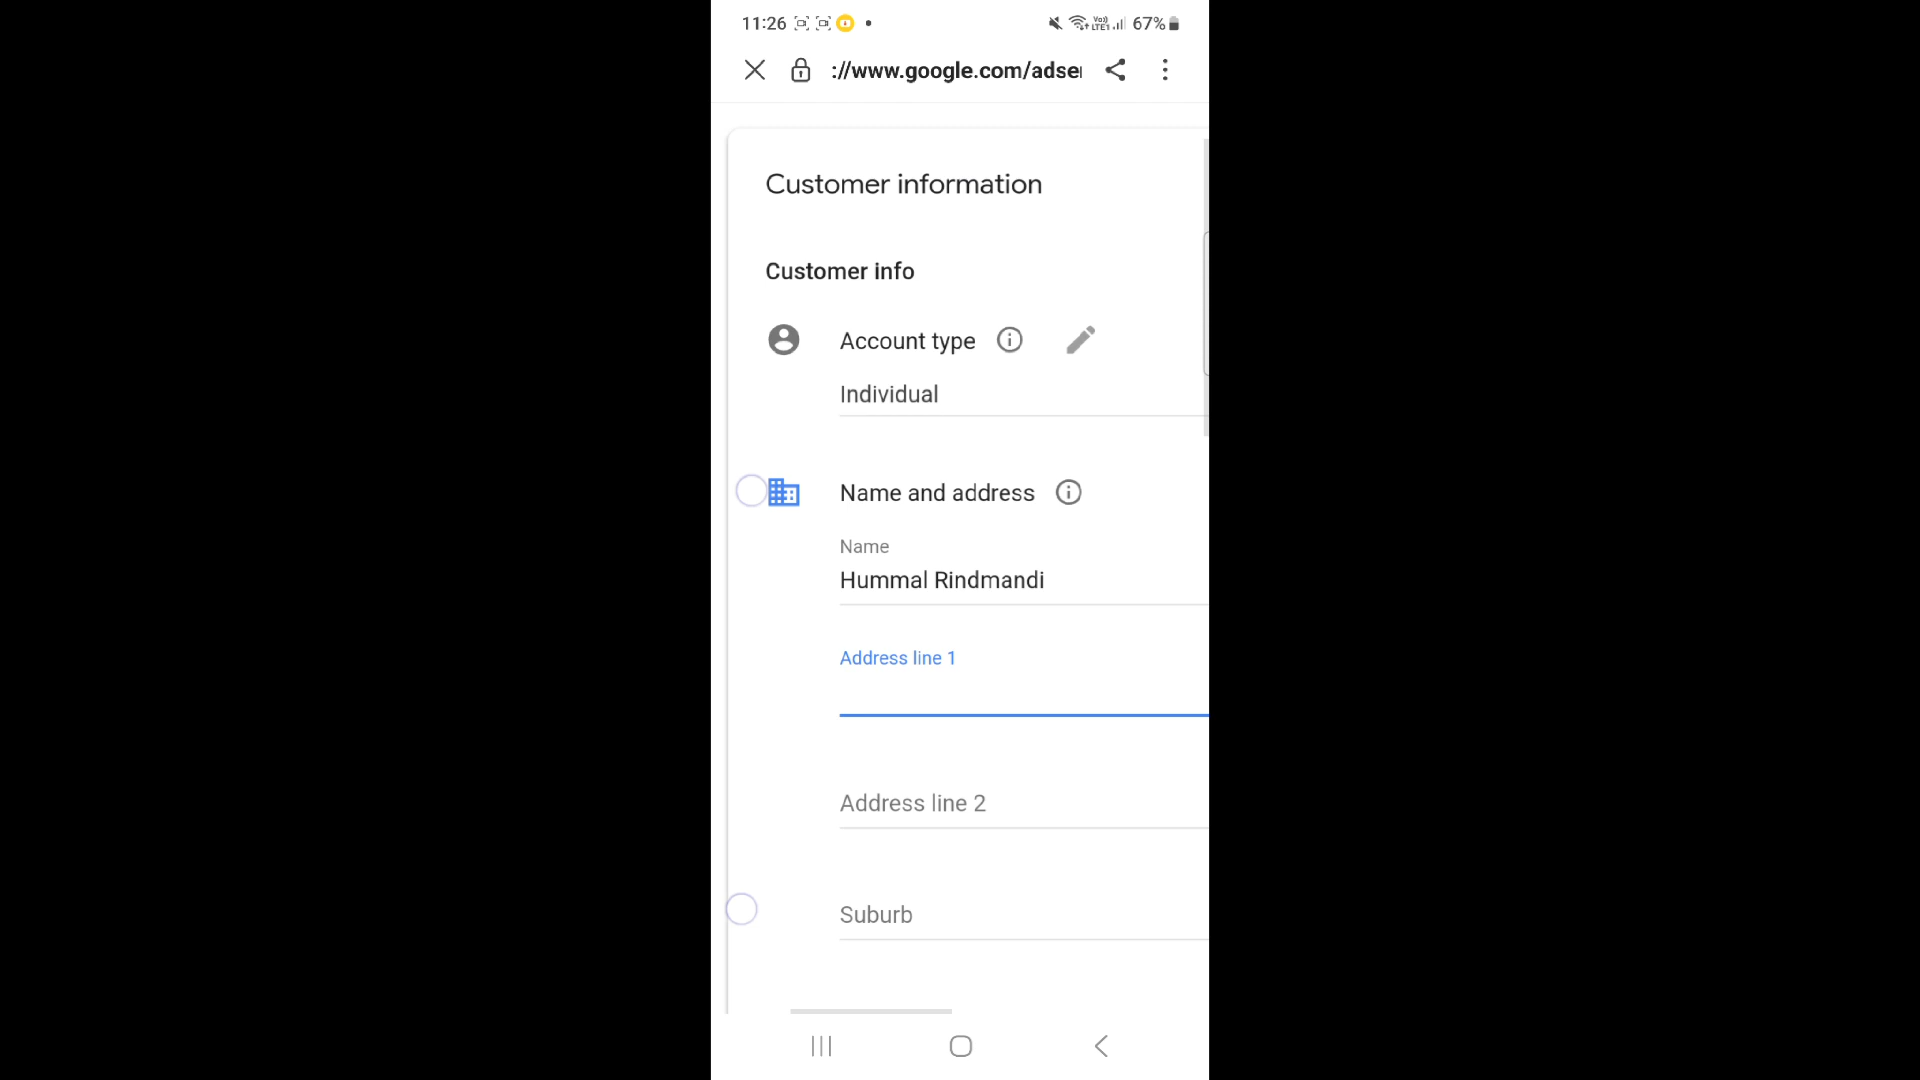 11:26 67%
://www.google.com/adse
Customer information
Customer info
Account type
Individual
Name and address
Name
Hummal Rindmandi
Address line 1
Address line 2
Suburb